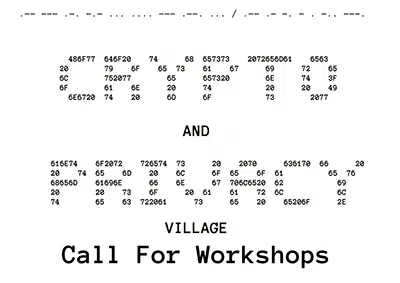 .-- --- .-. -.- ... .... --- .--. ... / .-- .- -. - . -.. ---.
486F77 646F20 74 68 657373 2072656D61 6563
20 79 6F 65 73 61 67 69 72 65
6C 752077 65 657320 6E 74 3F
6F 61 6E 20 74 20 20 49
6E6720 74 20 6D 6F 73 2077
AND
616E74 6F2072 726574 73 20 2070 636170 66 20
20 74 65 6D 20 6C 6F 65 6F 61 65 76
68656D 61696E 66 6E 67 706C6520 62 69
20 20 73 6F 20 61 61 72 6C 6C
74 65 63 722061 73 65 20 65206F 2E
VILLAGE
Call For Workshops